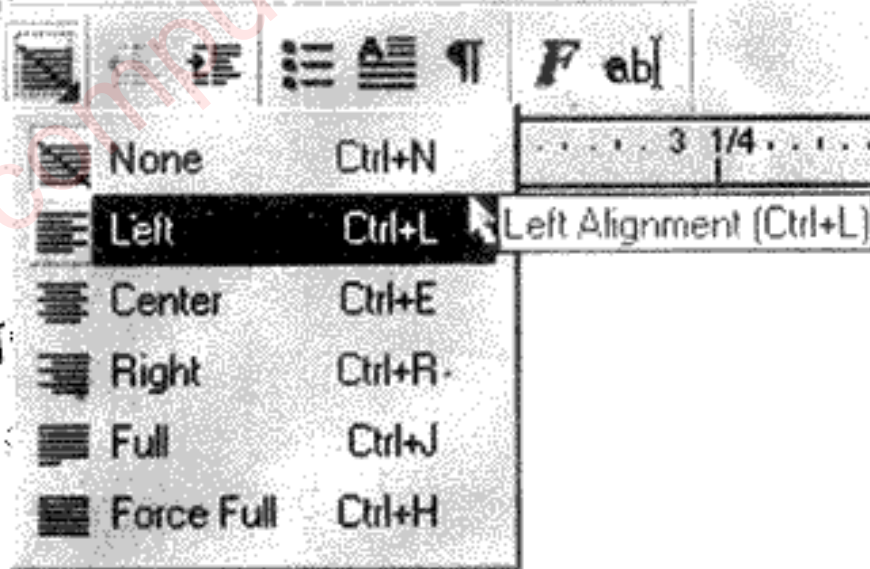 ab
3 1/4
None Ctrl+N
Left Ctrl+L
Left Alignment (Ctrl+L)
Center Ctrl+E
Right Ctrl+R
Full Ctrl+J
Force Full Ctrl+H